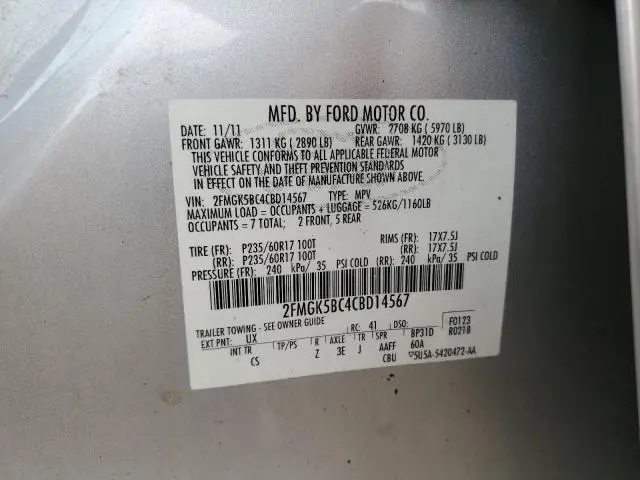 MFD. BY FORD MOTOR CO.
DATE: 11/11 GVWR: 2708 KG ( 5970 LB)
FRONT GAWR: 1311 KG ( 2890 LB) REAR GAWR: 1420 KG ( 3130 LB)
THIS VEHICLE CONFORMS TO ALL APPLICABLE FEDERAL MOTOR
VEHICLE SAFETY AND THEFT PREVENTION STANDARDS
IN EFFECT ON THE DATE OF MANUFACTURE SHOWN ABOVE.
VIN: 2FMGK5BC4CBD14567 TYPE: MPV
MAXIMUM LOAD = OCCUPANTS + LUGGAGE = 526KG/1160LB
OCCUPANTS = 7 TOTAL; 2 FRONT, 5 REAR
TIRE (FR): P235/60R17 100T RIMS (FR): 17X7.5J
(RR): P235/60R17 100T (RR): 17X7.5J
PRESSURE (FR): 240 kPa/ 35 PSI COLD (RR): 240 kPa/ 35 PSI COLD
2FMGK5BC4CBD14567
TRAILER TOWING - SEE OWNER GUIDE
EXT PNT: UX RC: 41 DSO: F0123
INT TR TP/PS R AXLE TR SPR BP31D R0218
CS Z 3E J AAFF 60A
CBU ▽5U5A-5420472-AA